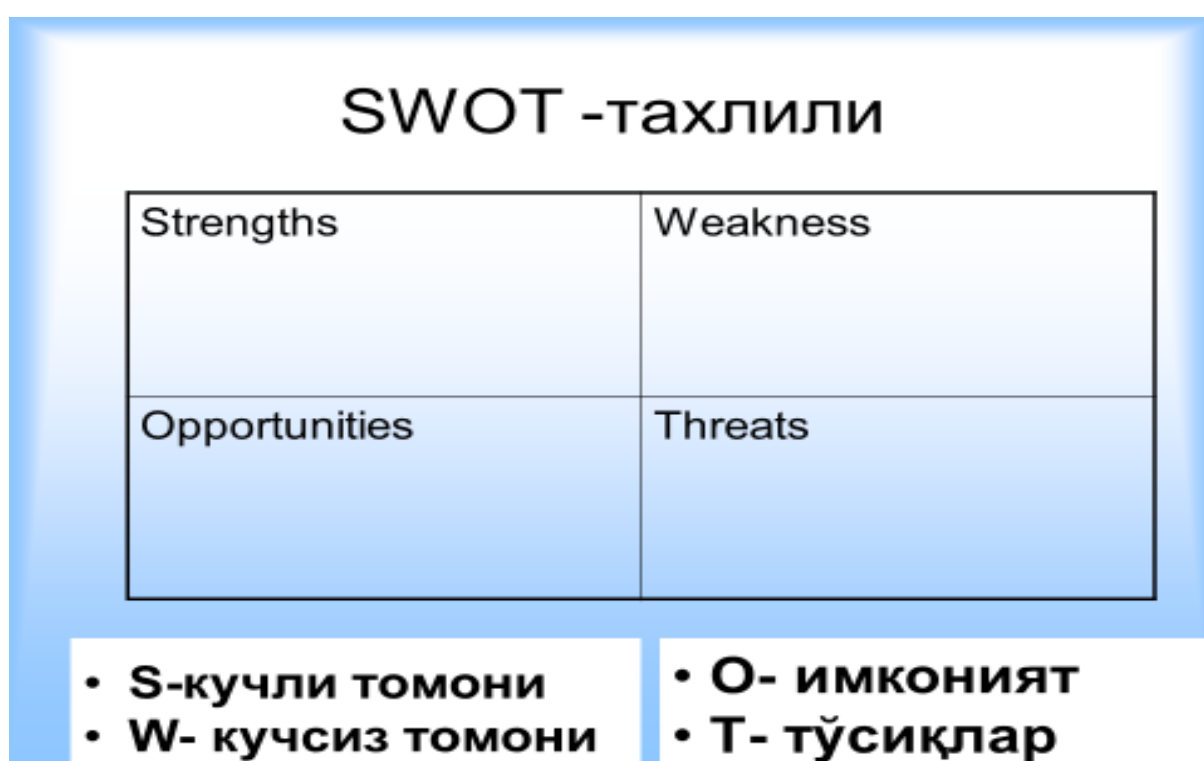 SWOT -тахлили
Strengths
Weakness
Opportunities
Threats
• S-кучли томони
• W- кучсиз томони
• O- имконият
• T- тўсиқлар